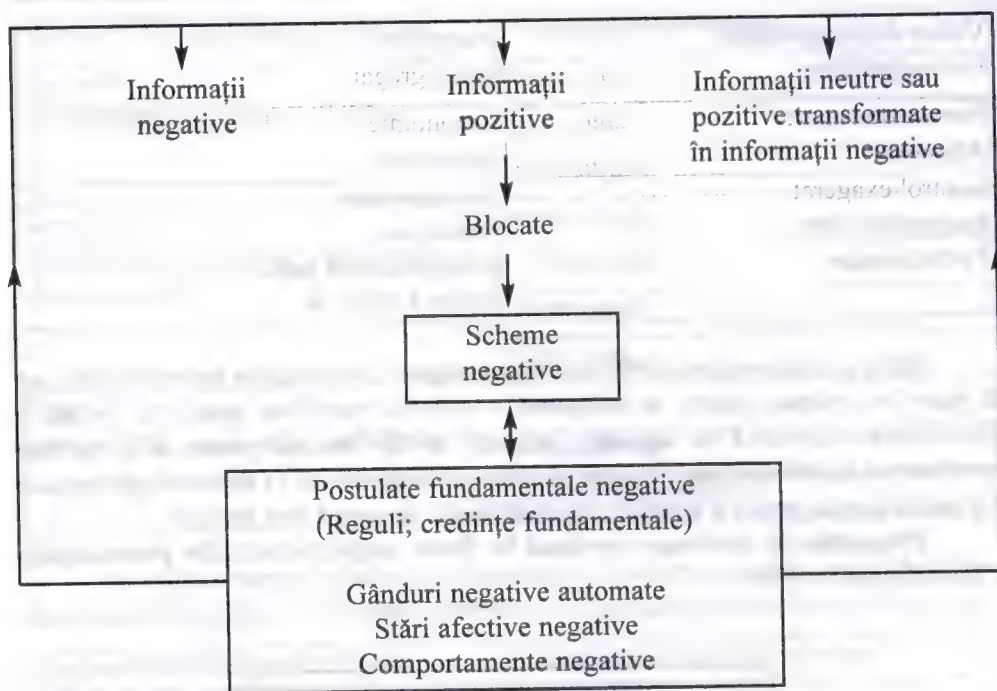 Informații
negative
Informații
pozitive
Informații neutre sau
pozitive transformate
în informații negative
Blocate
Scheme
negative
Postulate fundamentale negative
(Reguli; credințe fundamentale)
Gânduri negative automate
Stări afective negative
Comportamente negative